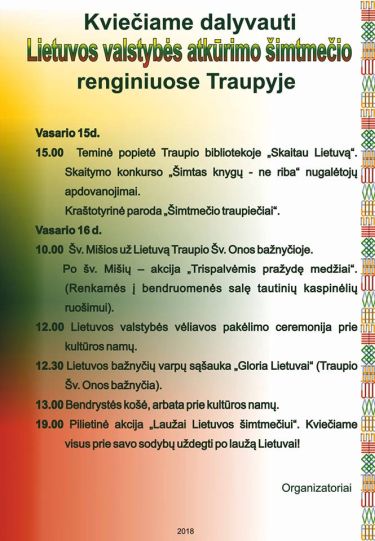 Kviečiame dalyvauti
Lietuvos valstybės atkūrimo šimtmečio
renginiuose Traupyje
Vasario 15d.
15.00 Teminė popietė Traupio bibliotekoje „Skaitau Lietuvą“.
Skaitymo konkurso „Šimtas knygų - ne riba“ nugalėtojų
apdovanojimai.
Kraštotyrinė paroda „Šimtmečio traupiečiai“.
Vasario 16 d.
10.00 Šv. Mišios už Lietuvą Traupio Šv. Onos bažnyčioje.
Po šv. Mišių – akcija „Trispalvėmis pražydę medžiai“.
(Renkamės į bendruomenės salę tautinių kaspinėlių
ruošimui).
12.00 Lietuvos valstybės vėliavos pakėlimo ceremonija prie
kultūros namų.
12.30 Lietuvos bažnyčių varpų sąšauka „Gloria Lietuvai“ (Traupio
Šv. Onos bažnyčia).
13.00 Bendrystės košė, arbata prie kultūros namų.
19.00 Pilietinė akcija „Laužai Lietuvos šimtmečiui“. Kviečiame
visus prie savo sodybų uždegti po laužą Lietuvai!
Organizatoriai
2018